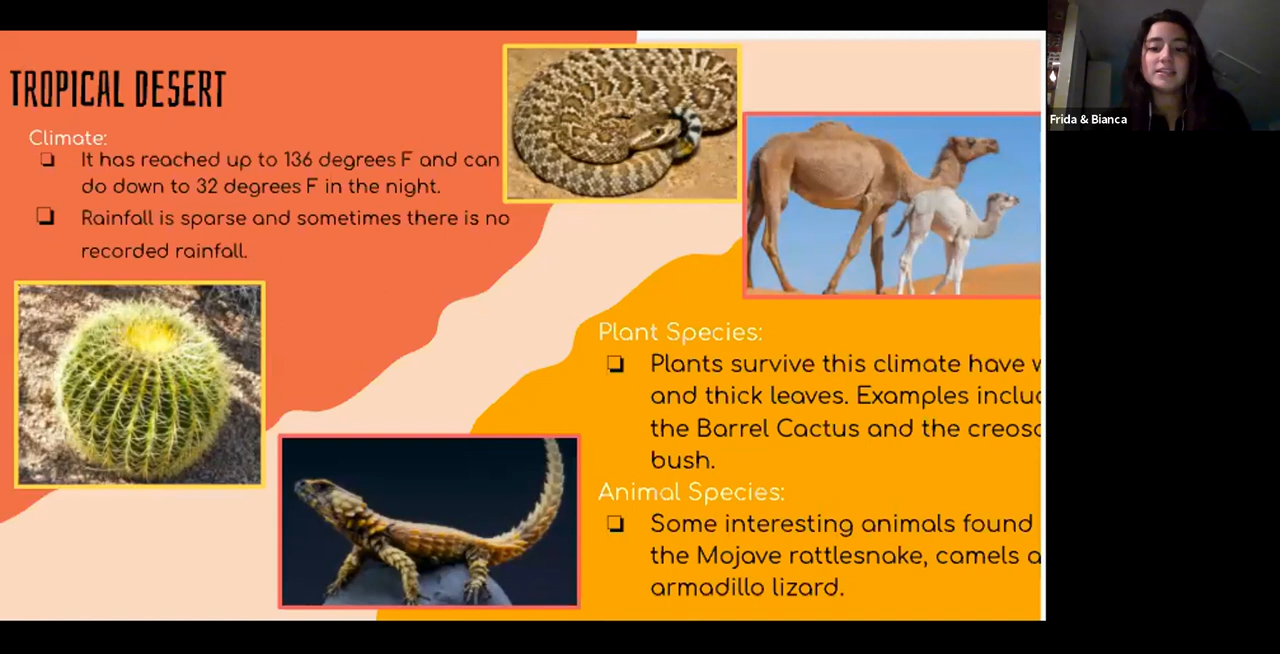 TROPICAL DESERT
Climate:
❏ It has reached up to 136 degrees F and can
do down to 32 degrees F in the night.
❏ Rainfall is sparse and sometimes there is no
recorded rainfall.
Plant Species:
❏ Plants survive this climate have
and thick leaves. Examples
the Barrel Cactus and the
bush.
Animal Species:
❏ Some interesting animals found
the Mojave rattlesnake, camels
armadillo lizard.
Frida & Bianca